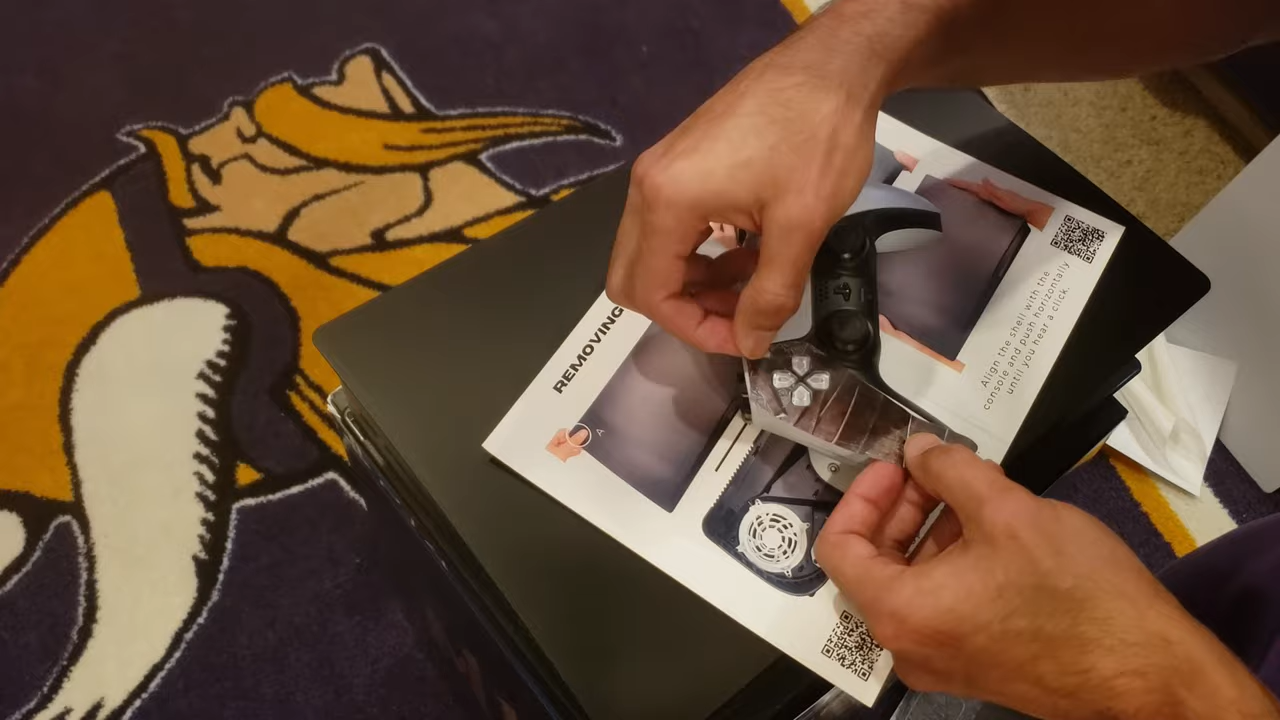 REMOVING
A
Align the shell with the
console and push horizontally
until you hear a click.